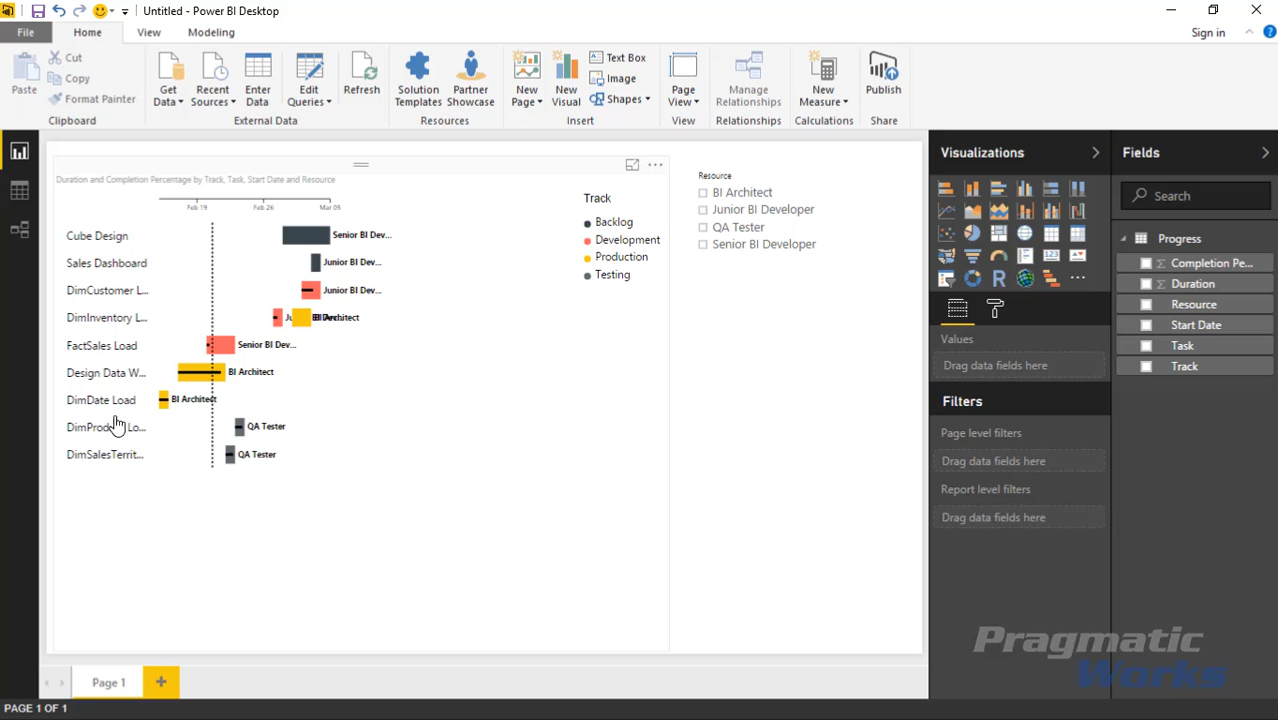 Untitled - Power BI Desktop
File
Home
View
Modeling
Sign in
Paste
Cut
Copy
Format Painter
Clipboard
Get Data
Recent Sources
Enter Data
Edit Queries
Refresh
External Data
Solution Templates
Partner Showcase
Resources
New Page
New Visual
Text Box
Image
Shapes
Insert
Page View
View
Manage Relationships
Relationships
New Measure
Calculations
Publish
Share
Duration and Completion Percentage by Track, Task, Start Date and Resource
Feb 19
Feb 26
Mar 05
Cube Design
Senior BI Dev...
Sales Dashboard
Junior BI Dev...
DimCustomer L...
Junior BI Dev...
DimInventory L...
FactSales Load
Senior BI Dev...
Design Data W...
BI Architect
DimDate Load
BI Architect
QA Tester
DimSalesTerrit...
QA Tester
Track
Backlog
Development
Production
Testing
Resource
BI Architect
Junior BI Developer
QA Tester
Senior BI Developer
Visualizations
R
Values
Drag data fields here
Filters
Page level filters
Drag data fields here
Report level filters
Drag data fields here
Fields
Search
Progress
Σ Completion Pe...
Σ Duration
Resource
Start Date
Task
Track
Pragmatic
Works
Page 1
PAGE 1 OF 1